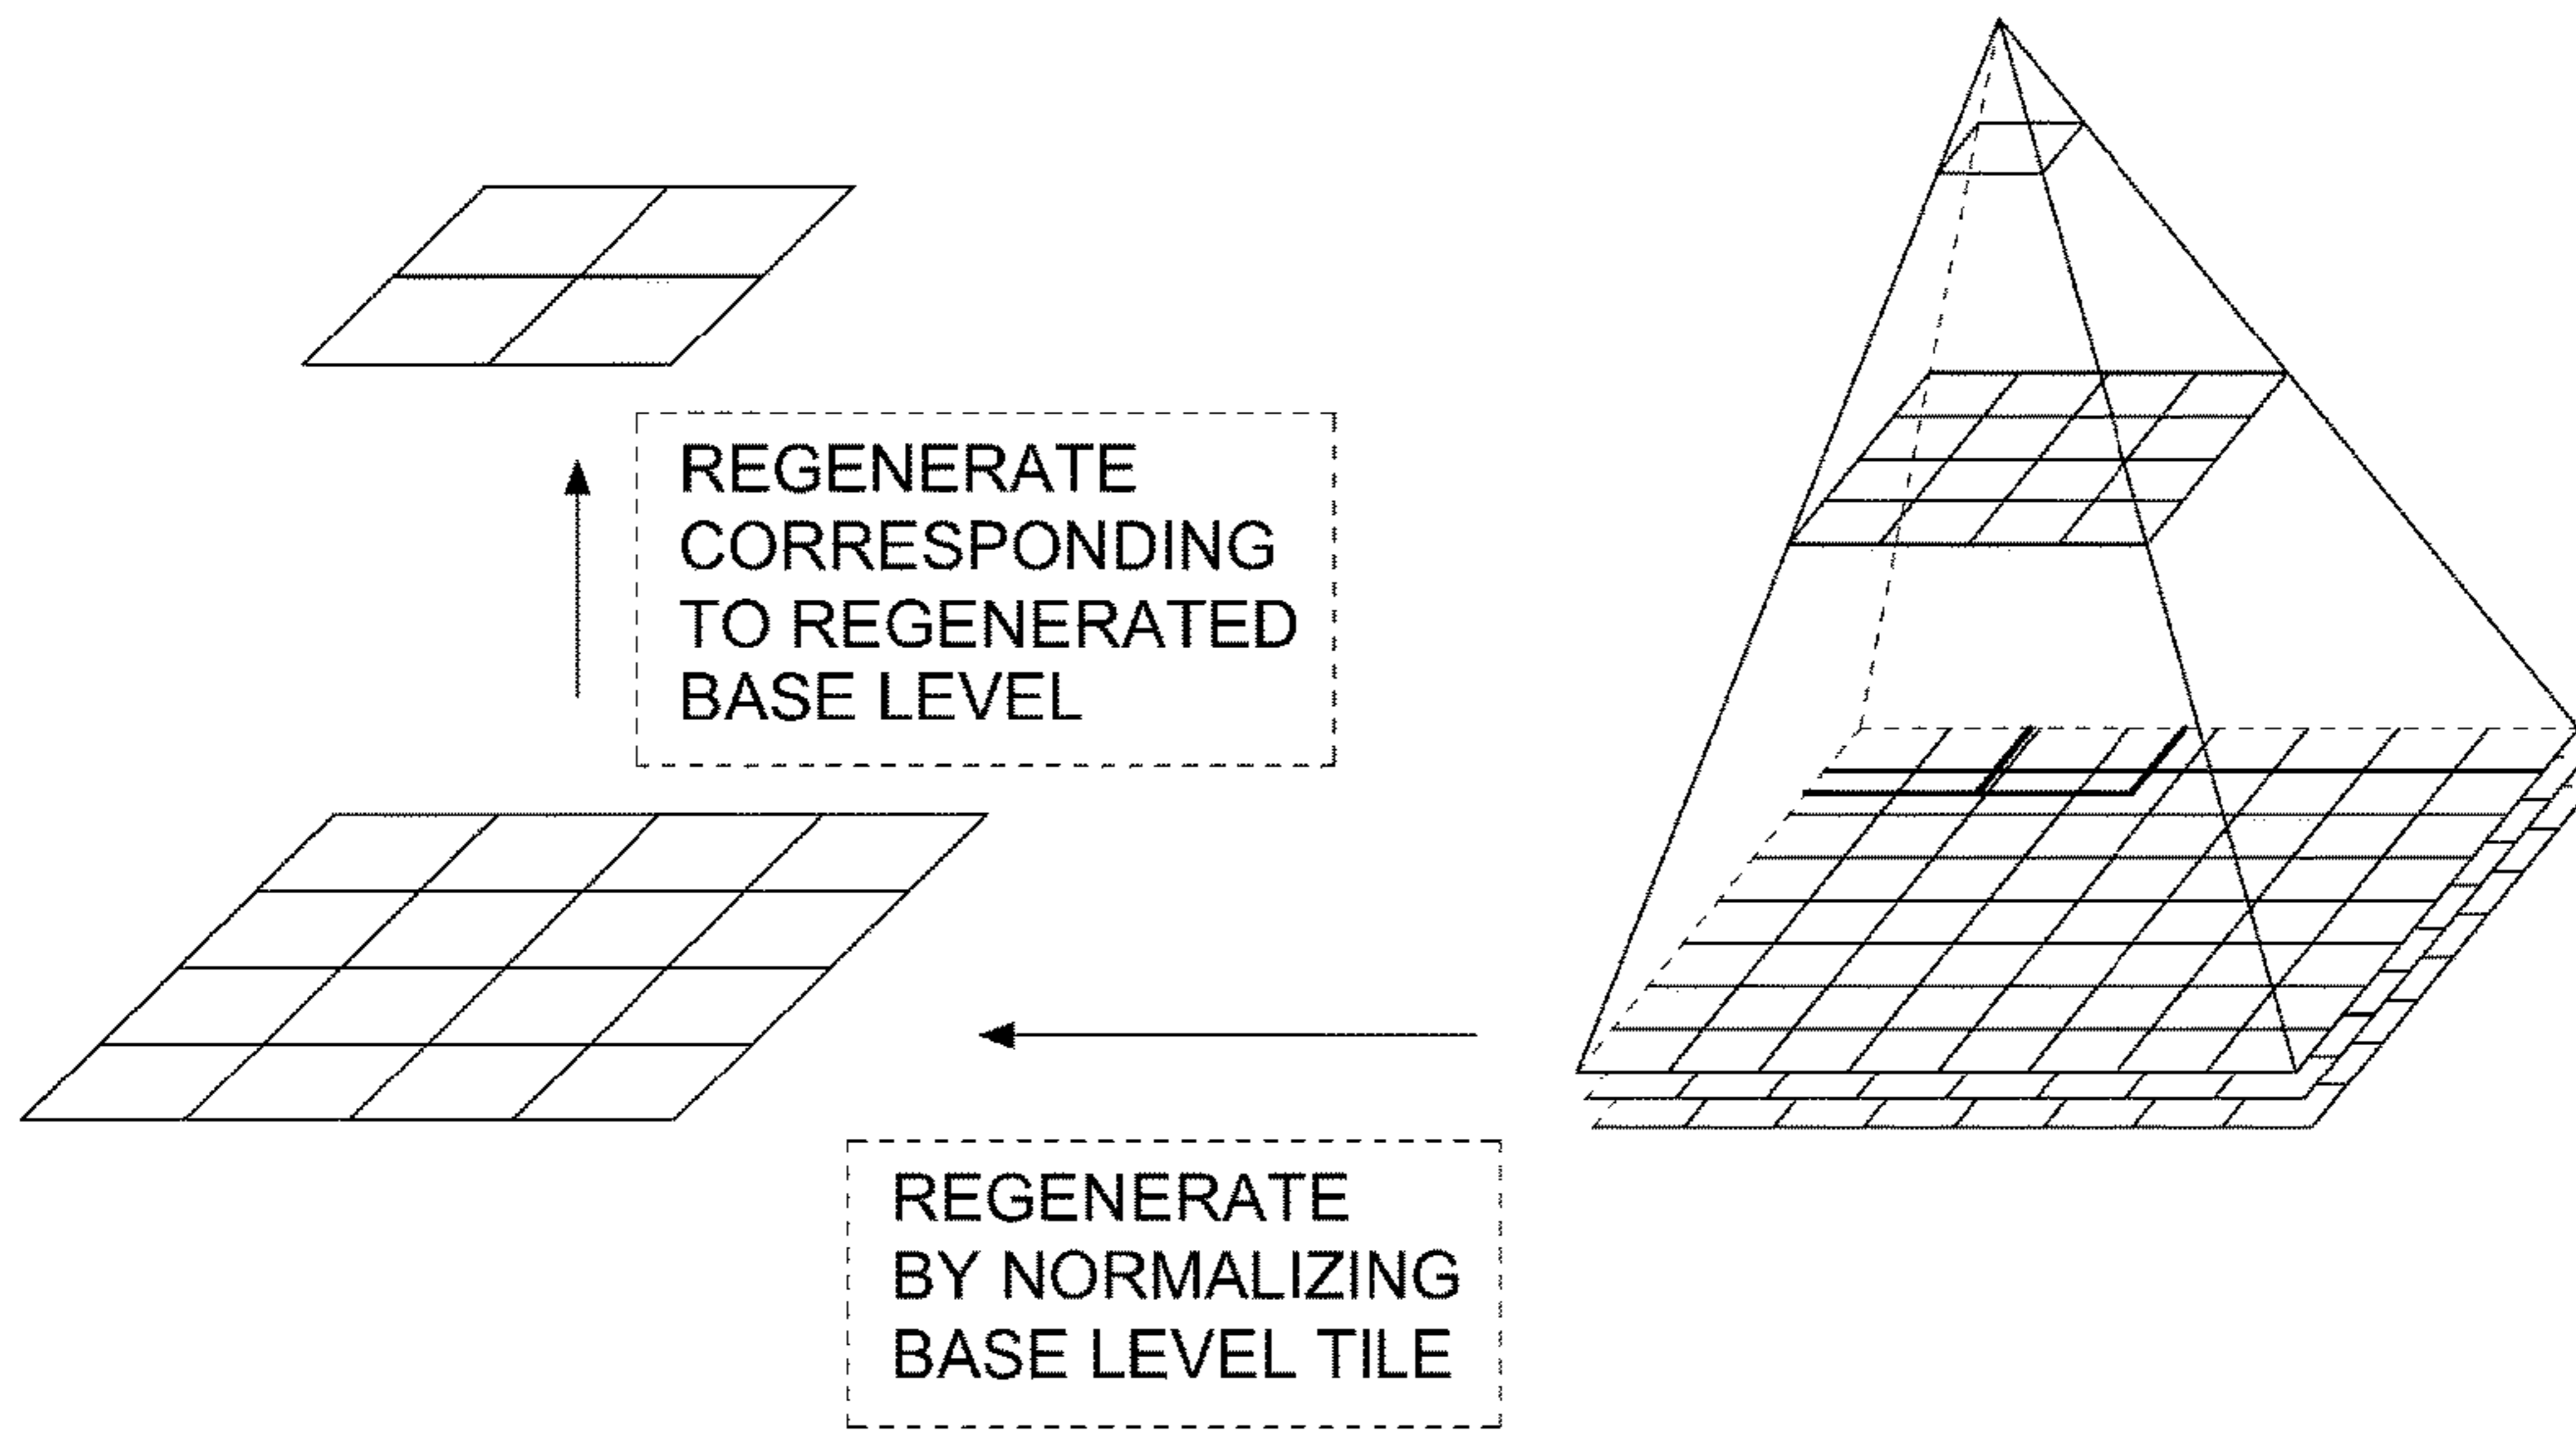 REGENERATE
CORRESPONDING
TO REGENERATED
BASE LEVEL
REGENERATE
BY NORMALIZING
BASE LEVEL TILE